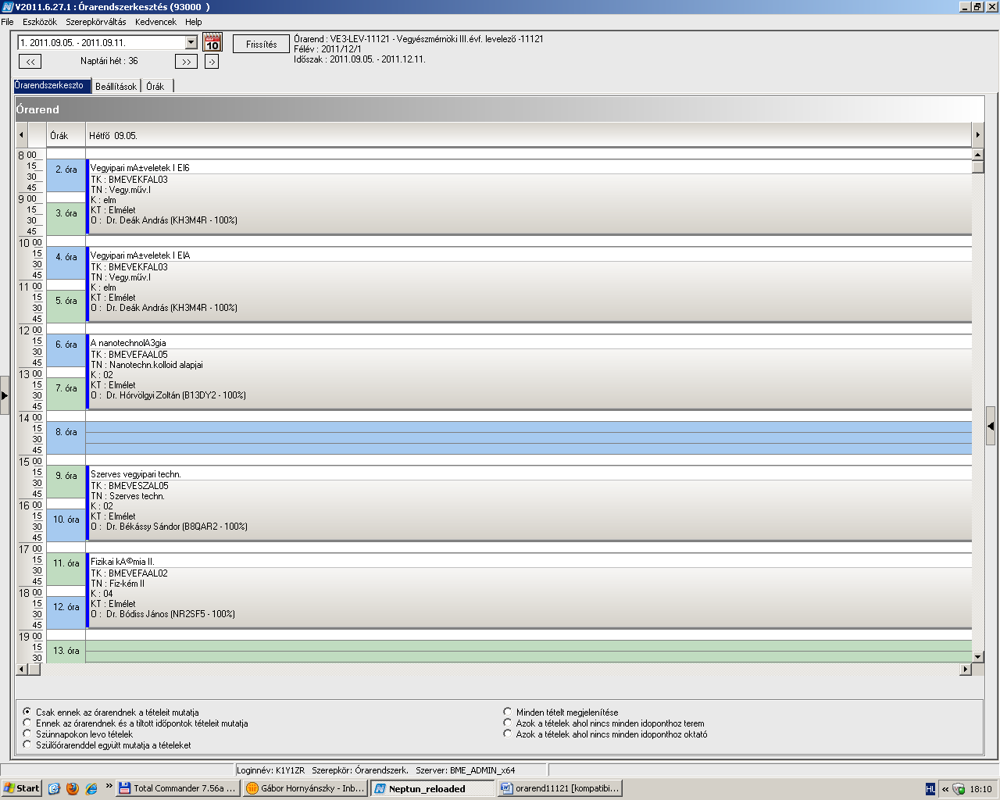 V2011.6.27.1 : Órarendszerkesztés (93000 )
File Eszközök Szerepkörváltás Kedvencek Help
1. 2011.09.05. - 2011.09.11.
10
Frissítés
Órarend : VE3-LEV-11121 - Vegyészmérnöki III.évf. levelező -11121
Félév : 2011/12/1
Időszak : 2011.09.05. - 2011.12.11.
<< Naptári hét : 36 >> ->
Órarendszerkeszto Beállítások Órák
Órarend
Órák Hétfő 09.05.
8 00
15
30
45
2. óra
Vegyipari mA±veletek I El6
TK : BMEVEKFAL03
TN : Vegy.műv.I
K : elm
KT : Elmélet
O : Dr. Deák András (KH3M4R - 100%)
9 00
15
30
45
3. óra
10 00
15
30
45
4. óra
Vegyipari mA±veletek I ElA
TK : BMEVEKFAL03
TN : Vegy.műv.I
K : elm
KT : Elmélet
O : Dr. Deák András (KH3M4R - 100%)
11 00
15
30
45
5. óra
12 00
15
30
45
6. óra
A nanotechnolA3gia
TK : BMEVEFAAL05
TN : Nanotechn.kolloid alapjai
K : 02
KT : Elmélet
O : Dr. Hórvölgyi Zoltán (B13DY2 - 100%)
13 00
15
30
45
7. óra
14 00
15
30
45
8. óra
15 00
15
30
45
9. óra
Szerves vegyipari techn.
TK : BMEVESZAL05
TN : Szerves techn.
K : 02
KT : Elmélet
O : Dr. Békássy Sándor (B8QAR2 - 100%)
16 00
15
30
45
10. óra
17 00
15
30
45
11. óra
Fizikai kA©mia II.
TK : BMEVEFAAL02
TN : Fiz-kém II
K : 04
KT : Elmélet
O : Dr. Bódiss János (NR2SF5 - 100%)
18 00
15
30
45
12. óra
19 00
15
30
13. óra
Csak ennek az órarendnek a tételeit mutatja
Ennek az órarendnek és a tiltott időpontok tételeit mutatja
Szünnapokon levo tételek
Szülőórarenddel együtt mutatja a tételeket
Minden tételt megjelenítése
Azok a tételek ahol nincs minden idoponthoz terem
Azok a tételek ahol nincs minden idoponthoz oktató
Loginnév: K1Y1ZR Szerepkör: Órarendszerk. Szerver: BME_ADMIN_x64
Start » Total Commander 7.56a ... Gábor Hornyánszky - Inb... Neptun_reloaded orarend11121 [kompatibi... HU « 18:10